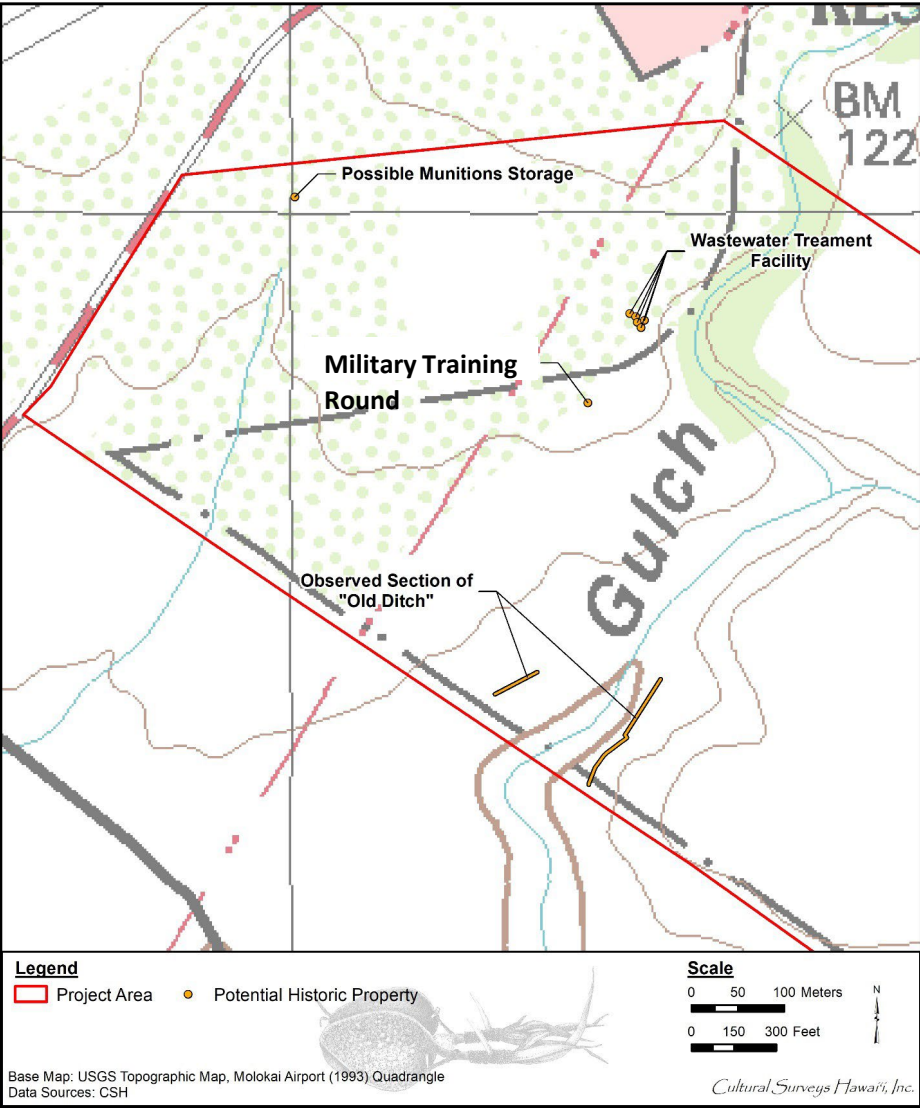 BM
122
Possible Munitions Storage
Wastewater Treament
Facility
Military Training
Round
Gulch
Observed Section of
"Old Ditch"
Legend
Project Area
Potential Historic Property
Scale
0 50 100 Meters
0 150 300 Feet
N
Base Map: USGS Topographic Map, Molokai Airport (1993) Quadrangle
Data Sources: CSH
Cultural Surveys Hawai'i, Inc.